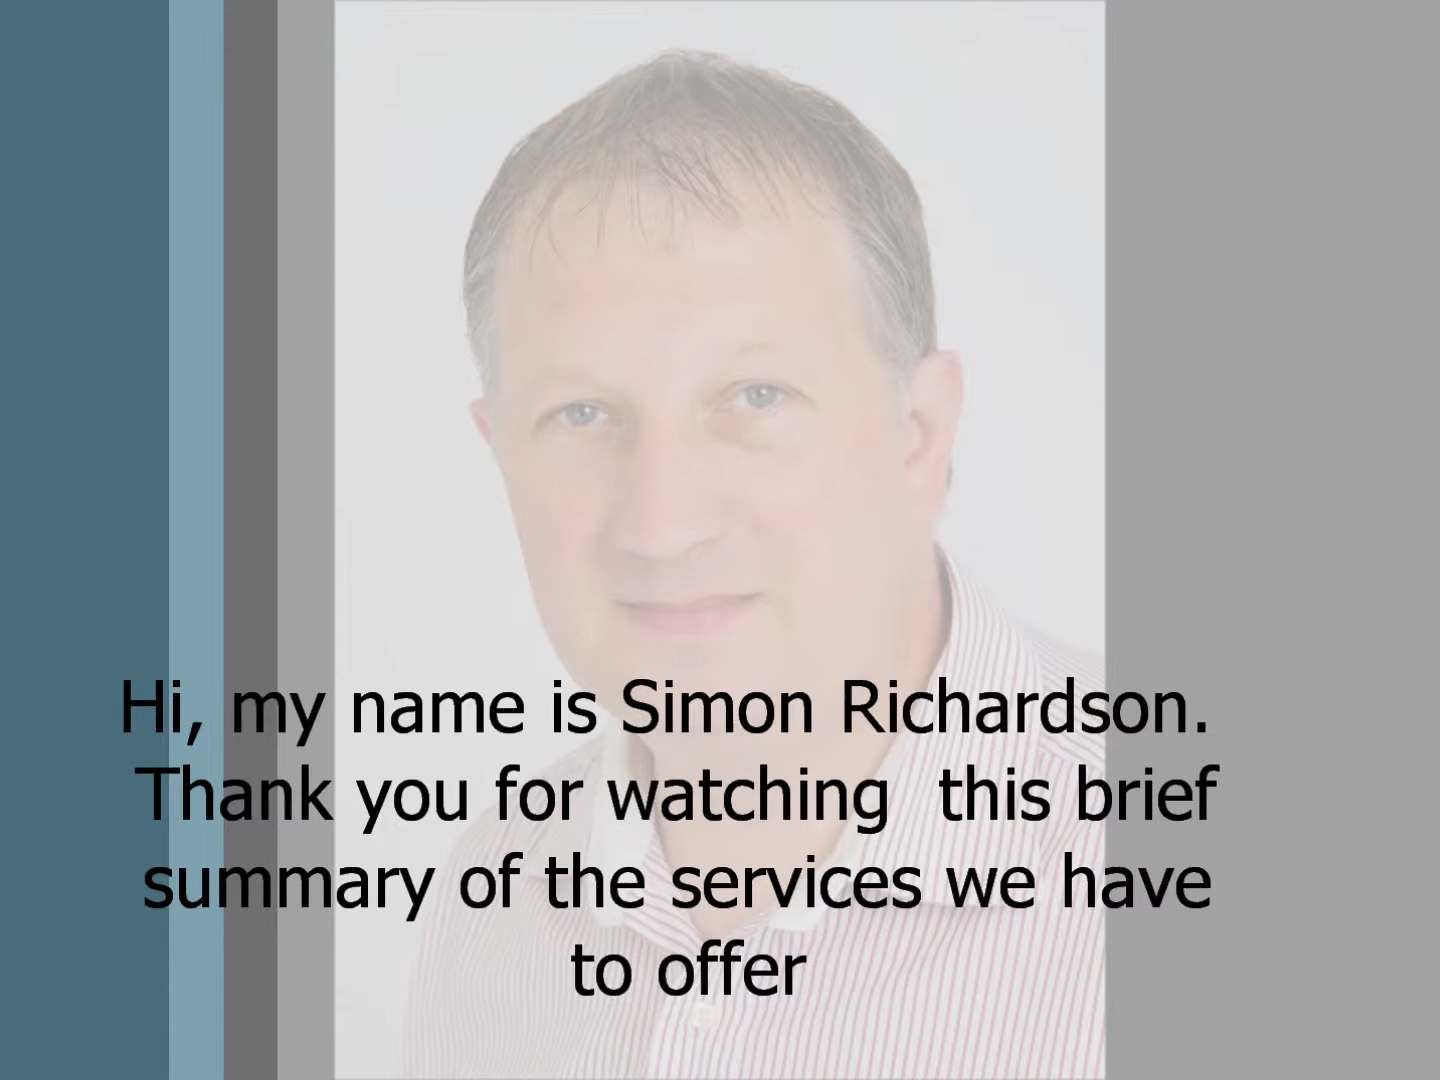 Hi, my name is Simon Richardson.
Thank you for watching  this brief
summary of the services we have
to offer